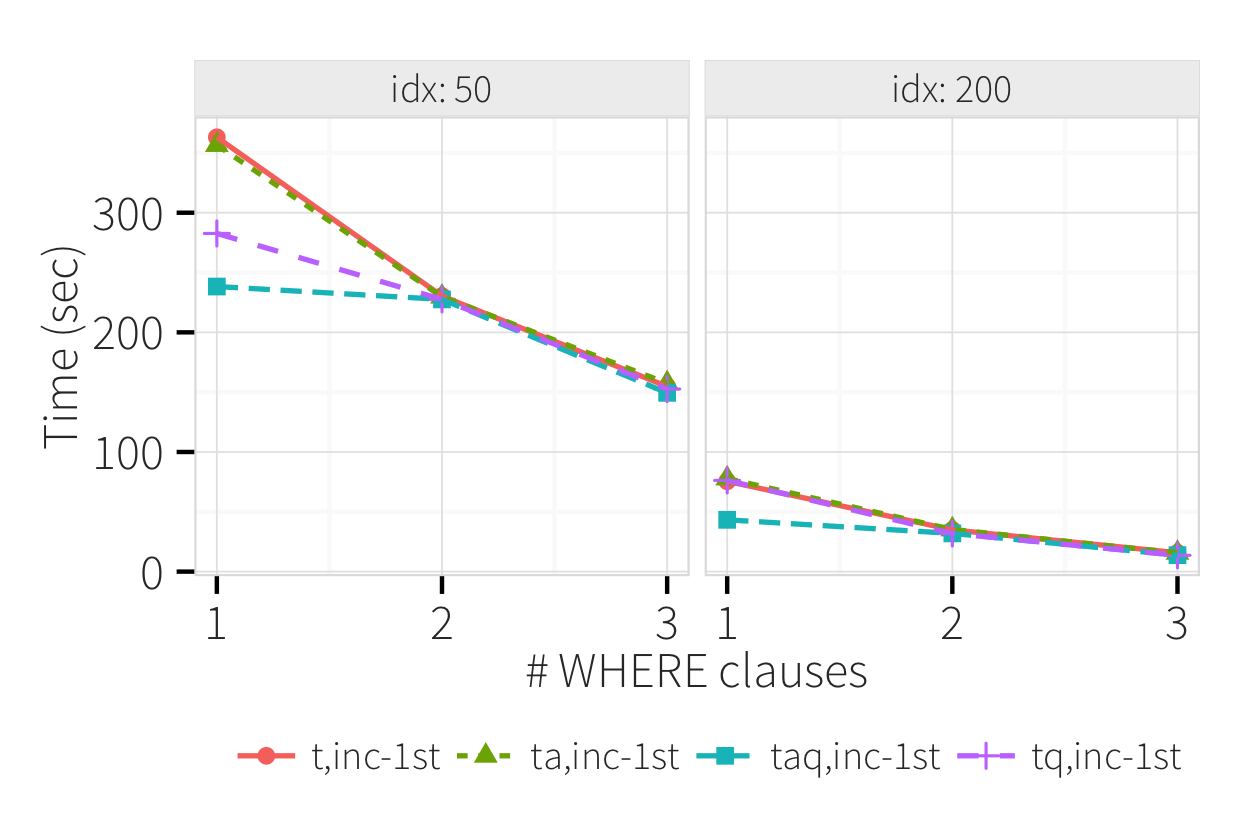 idx: 50
idx: 200
Time (sec)
300
200
100
0
1 2 3
1 2 3
# WHERE clauses
t,inc-1st ta,inc-1st taq,inc-1st tq,inc-1st